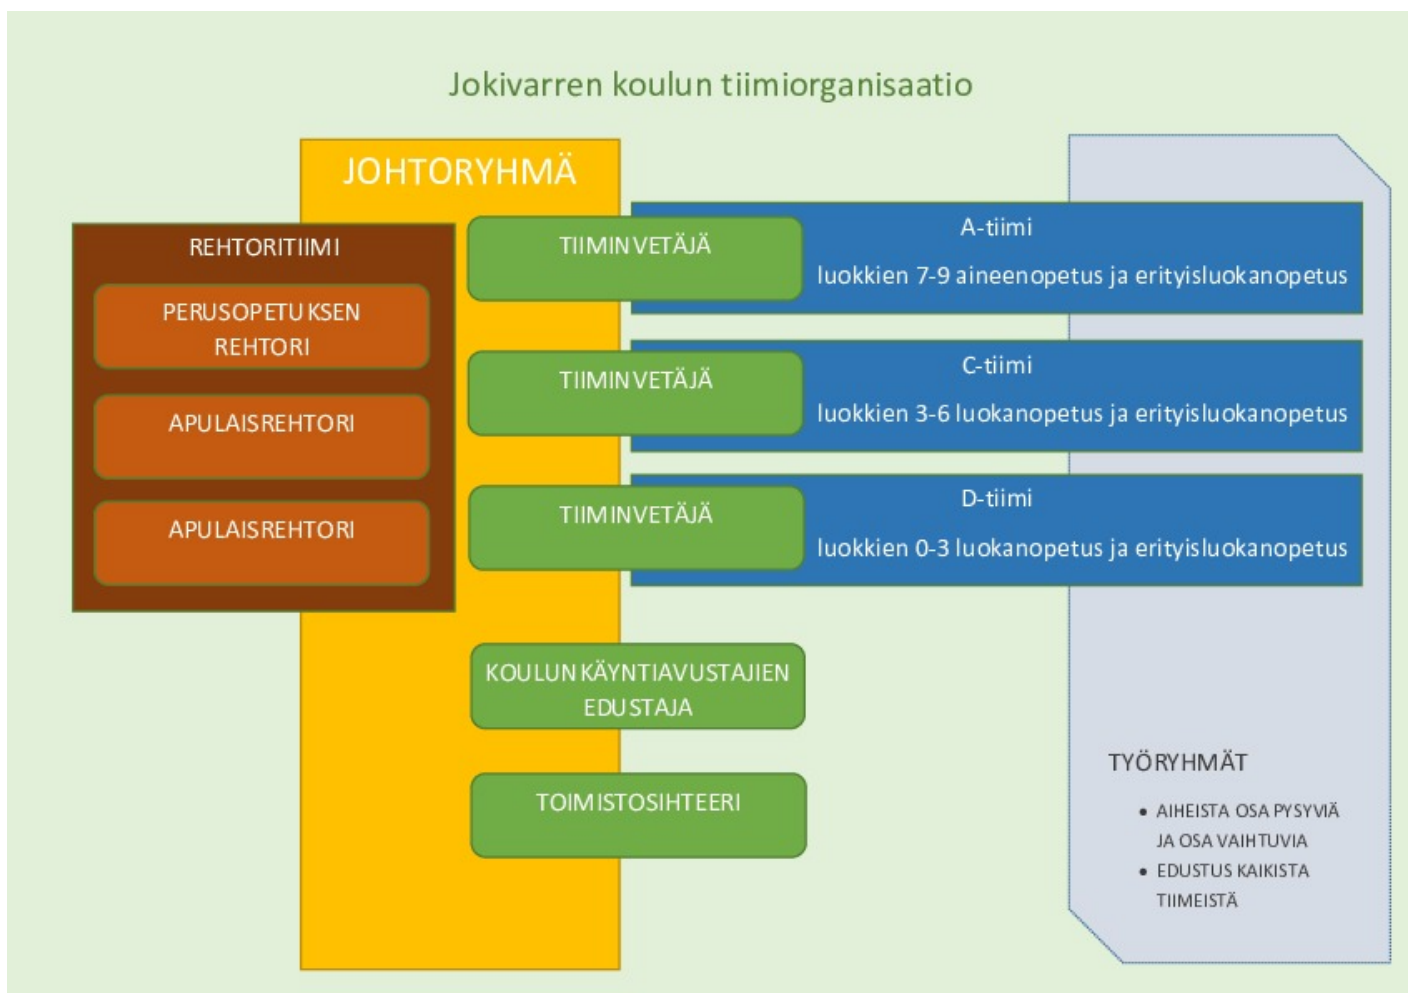 Jokivarren koulun tiimiorganisaatio
JOHTORYHMÄ
REHTORITIIMI
PERUSOPETUKSEN
REHTORI
APULAISREHTORI
APULAISREHTORI
TIIMINVETÄJÄ
A-tiimi
luokkien 7-9 aineenopetus ja erityisluokanopetus
TIIMINVETÄJÄ
C-tiimi
luokkien 3-6 luokanopetus ja erityisluokanopetus
TIIMINVETÄJÄ
D-tiimi
luokkien 0-3 luokanopetus ja erityisluokanopetus
KOULUNKÄYNTIAVUSTAJIEN
EDUSTAJA
TOIMISTOSIHTEERI
TYÖRYHMÄT
• AIHEISTA OSA PYSYVIÄ
JA OSA VAIHTUVIA
• EDUSTUS KAIKISTA
TIIMEISTÄ